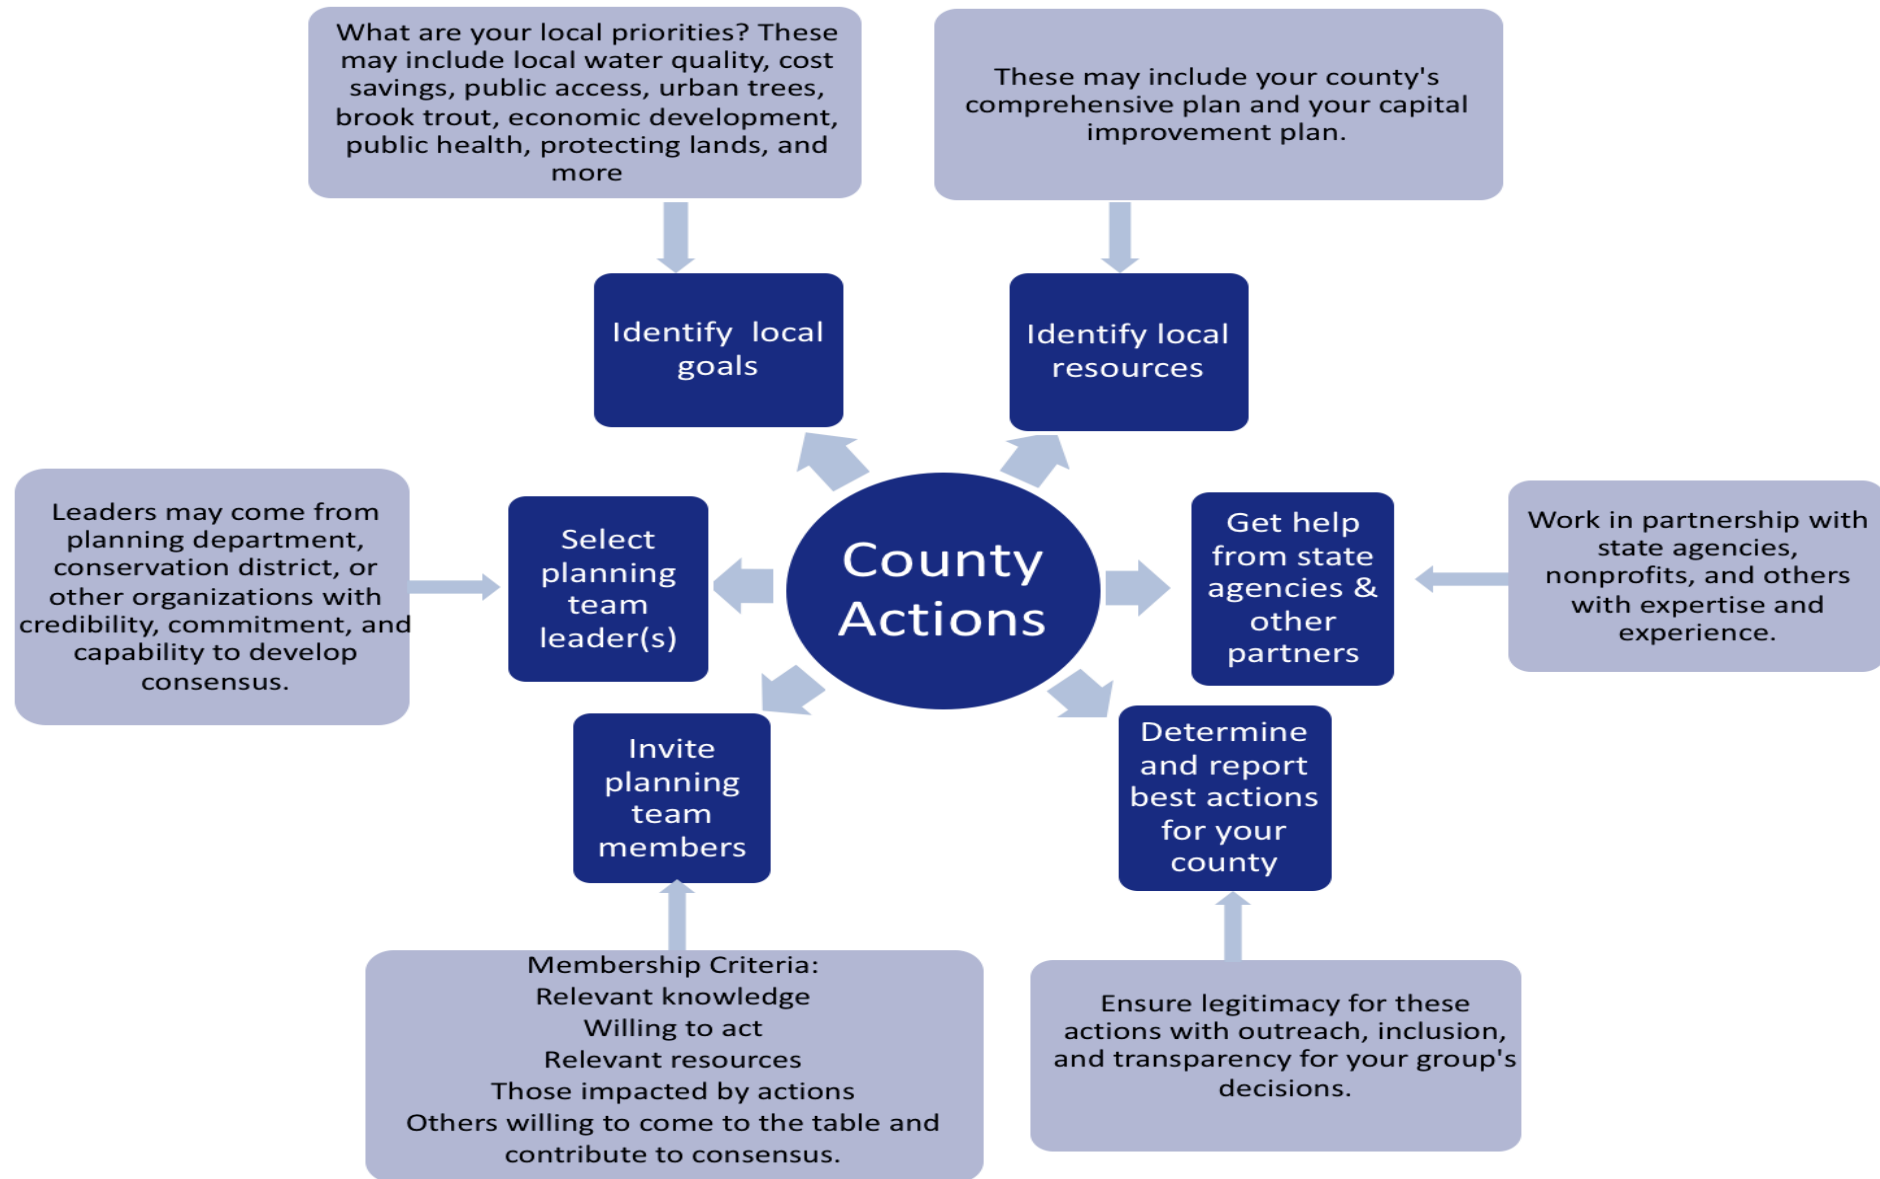 What are your local priorities? These
may include local water quality, cost
savings, public access, urban trees,
brook trout, economic development,
public health, protecting lands, and
more
These may include your county's
comprehensive plan and your capital
improvement plan.
Identify  local
goals
Identify local
resources
Leaders may come from
planning department,
conservation district, or
other organizations with
credibility, commitment, and
capability to develop
consensus.
Select
planning
team
leader(s)
County
Actions
Get help
from state
agencies &
other
partners
Work in partnership with
state agencies,
nonprofits, and others
with expertise and
experience.
Invite
planning
team
members
Determine
and report
best actions
for your
county
Membership Criteria:
Relevant knowledge
Willing to act
Relevant resources
Those impacted by actions
Others willing to come to the table and
contribute to consensus.
Ensure legitimacy for these
actions with outreach, inclusion,
and transparency for your group's
decisions.